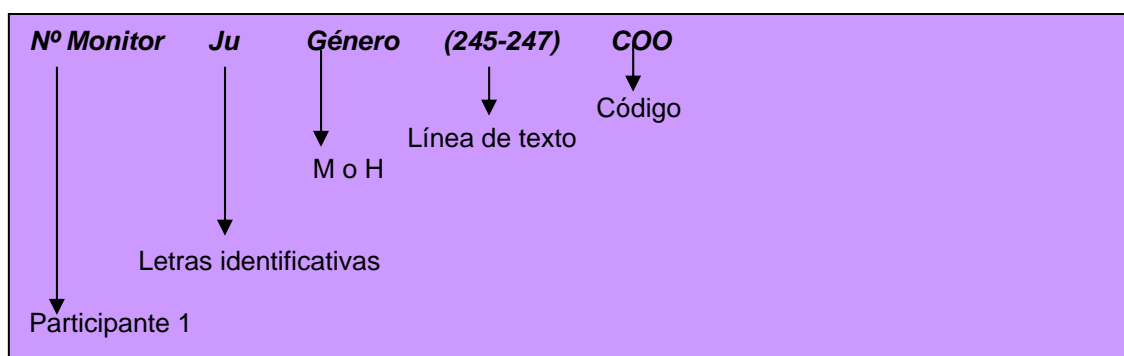 Nº Monitor Ju Género (245-247) COO
Código
Línea de texto
M o H
Letras identificativas
Participante 1